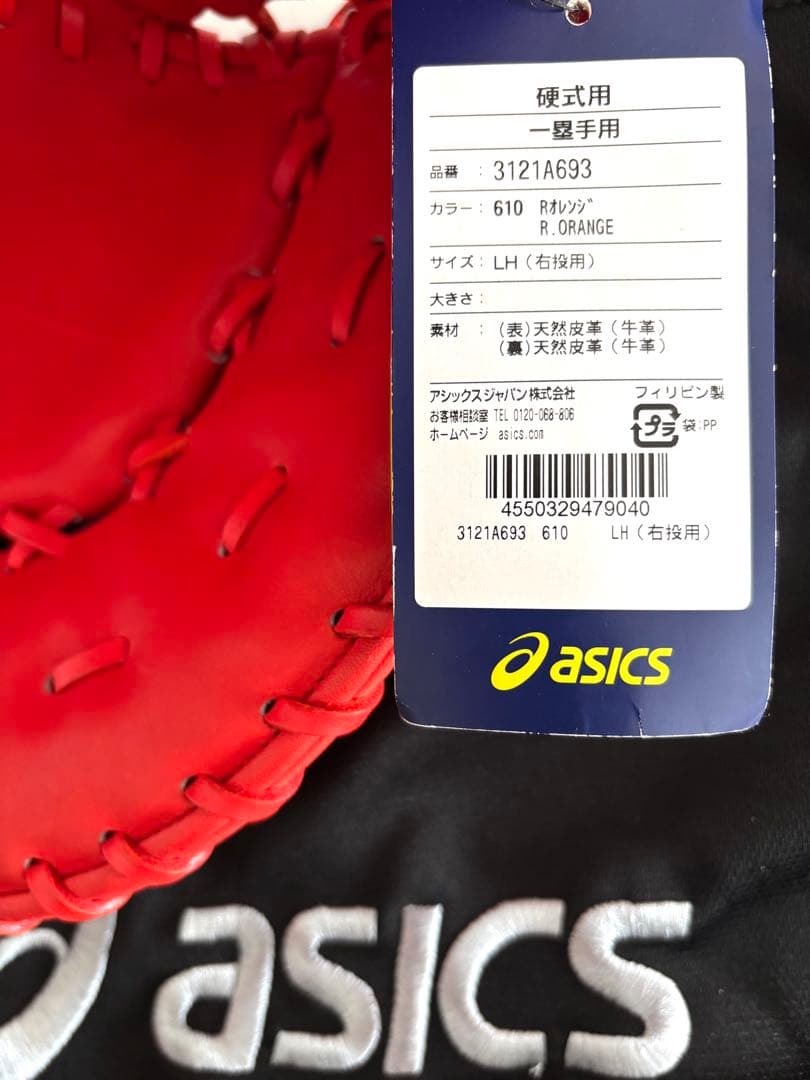 硬式用
一塁手用
品番 : 3121A693
カラー : 610 Rオレンジ
R.ORANGE
サイズ : LH（右投用）
大きさ :
素材 : （表）天然皮革（牛革）
（裏）天然皮革（牛革）
アシックスジャパン株式会社 フィリピン製
お客様相談室 TEL 0120-068-806
ホームページ asics.com
プラ 袋:PP
4550329479040
3121A693 610 LH（右投用）
asics
asics